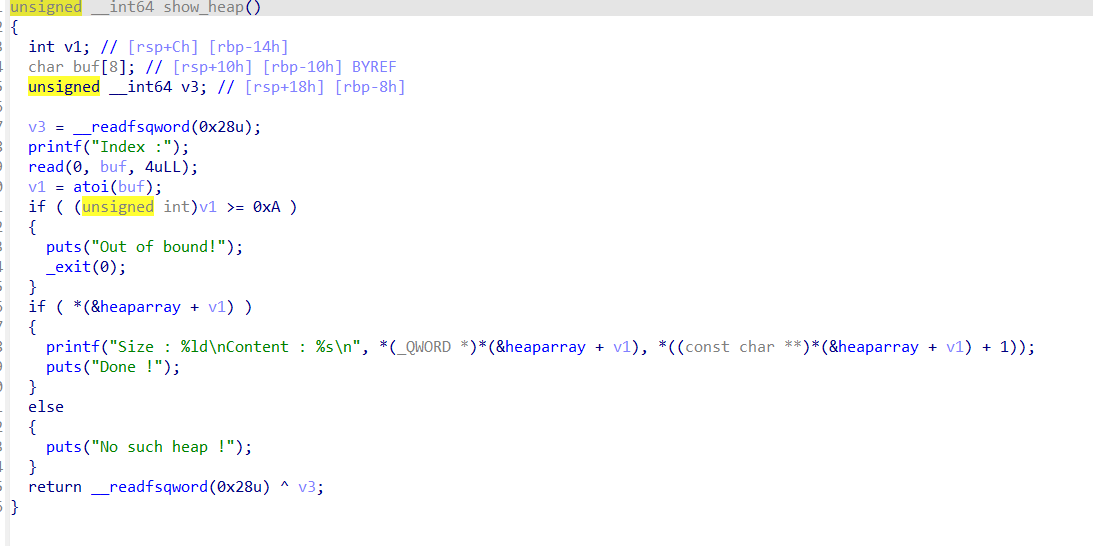 unsigned __int64 show_heap()
{
  int v1; // [rsp+Ch] [rbp-14h]
  char buf[8]; // [rsp+10h] [rbp-10h] BYREF
  unsigned __int64 v3; // [rsp+18h] [rbp-8h]

  v3 = __readfsqword(0x28u);
  printf("Index :");
  read(0, buf, 4uLL);
  v1 = atoi(buf);
  if ( (unsigned int)v1 >= 0xA )
  {
    puts("Out of bound!");
    _exit(0);
  }
  if ( *(&heaparray + v1) )
  {
    printf("Size : %ld\nContent : %s\n", *(_QWORD *)*(&heaparray + v1), *((const char **)*(&heaparray + v1) + 1));
    puts("Done !");
  }
  else
  {
    puts("No such heap !");
  }
  return __readfsqword(0x28u) ^ v3;
}